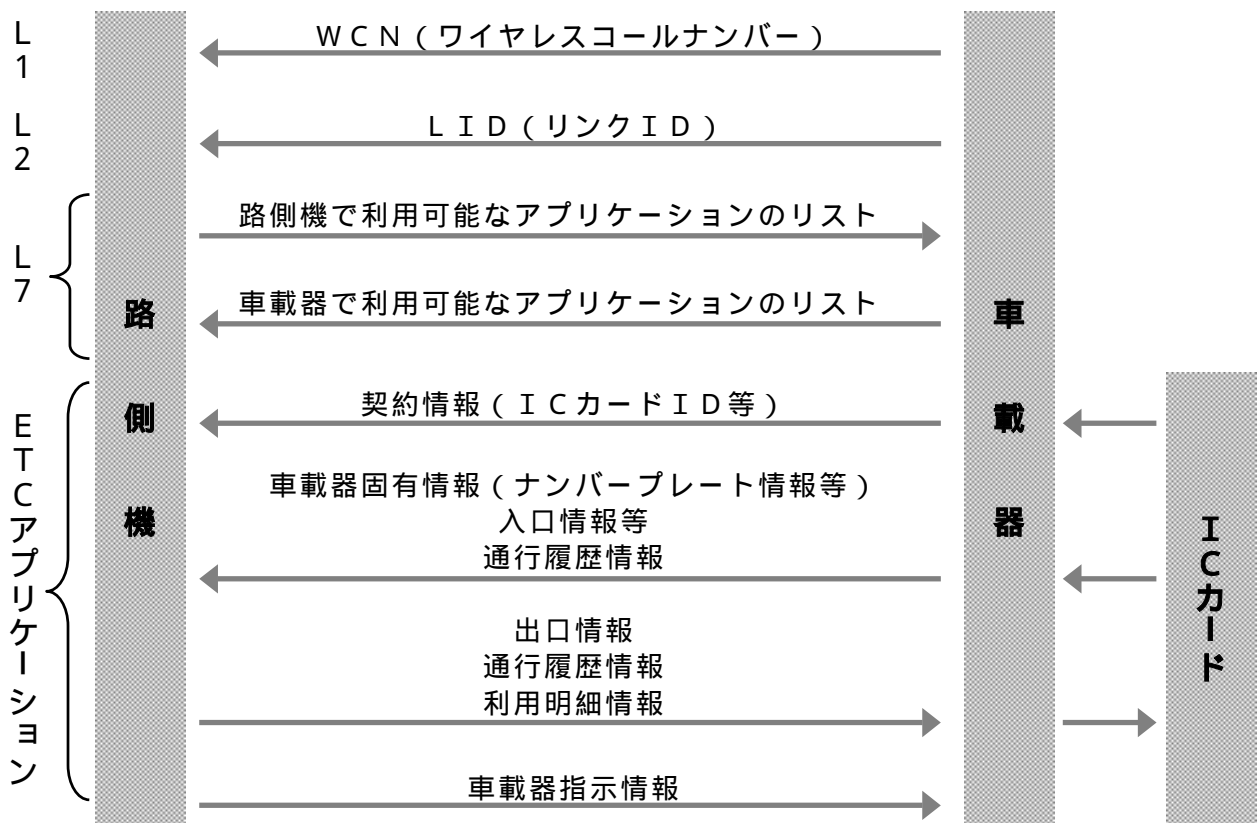 L1
WCN(ワイヤレスコールナンバー)
L2
LID(リンクID)
L7
路側機で利用可能なアプリケーションのリスト
車載器で利用可能なアプリケーションのリスト
路側機
車載器
ETCアプリケーション
契約情報(ICカードID等)
車載器固有情報(ナンバープレート情報等)
入口情報等
通行履歴情報
出口情報
通行履歴情報
利用明細情報
車載器指示情報
ICカード